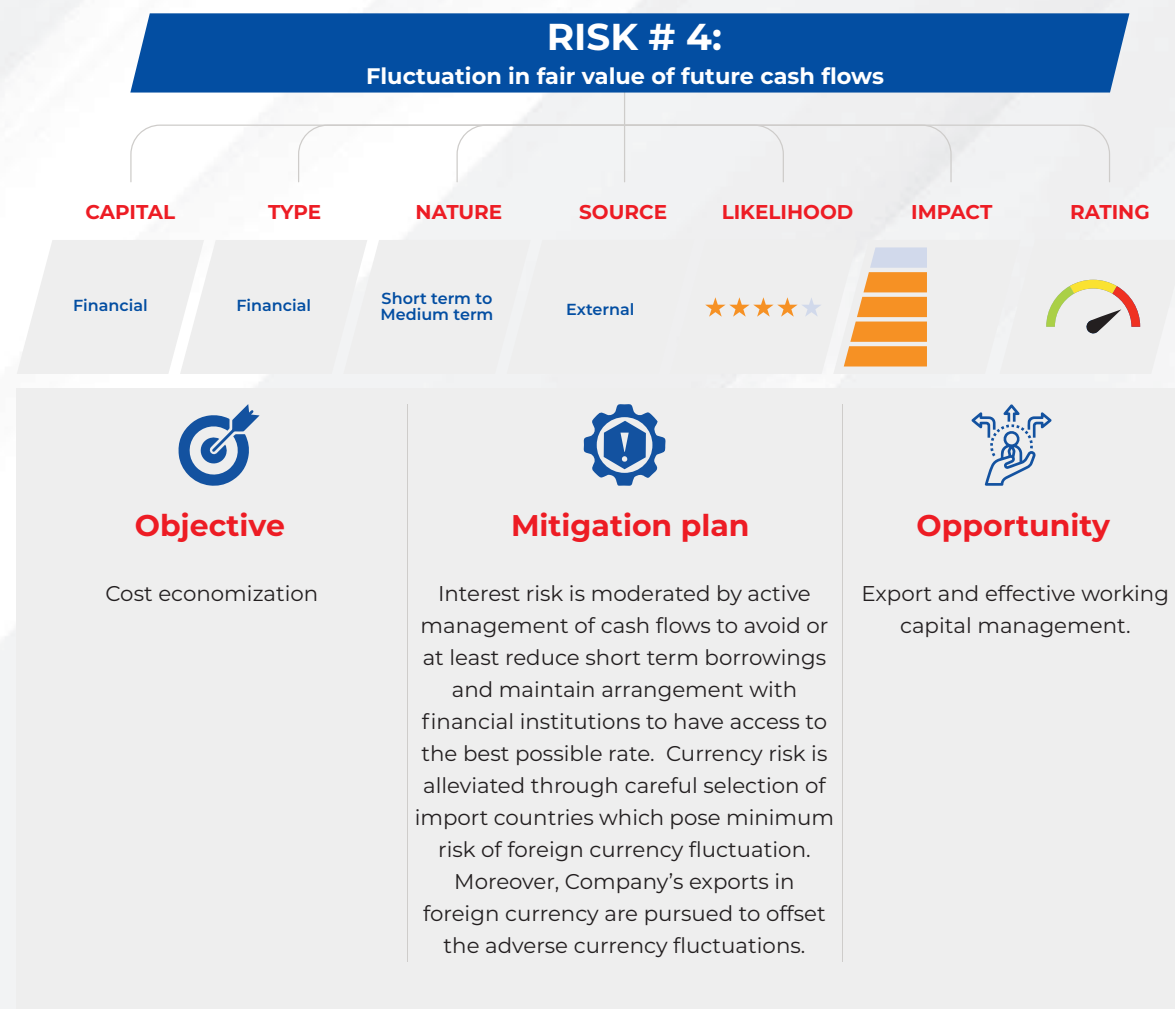 RISK # 4:
Fluctuation in fair value of future cash flows
CAPITAL
TYPE
NATURE
SOURCE
LIKELIHOOD
IMPACT
RATING
Financial
Financial
Short term to
Medium term
External
Objective
Cost economization
Mitigation plan
Interest risk is moderated by active
management of cash flows to avoid or
at least reduce short term borrowings
and maintain arrangement with
financial institutions to have access to
the best possible rate.  Currency risk is
alleviated through careful selection of
import countries which pose minimum
risk of foreign currency fluctuation.
Moreover, Company’s exports in
foreign currency are pursued to offset
the adverse currency fluctuations.
Opportunity
Export and effective working
capital management.